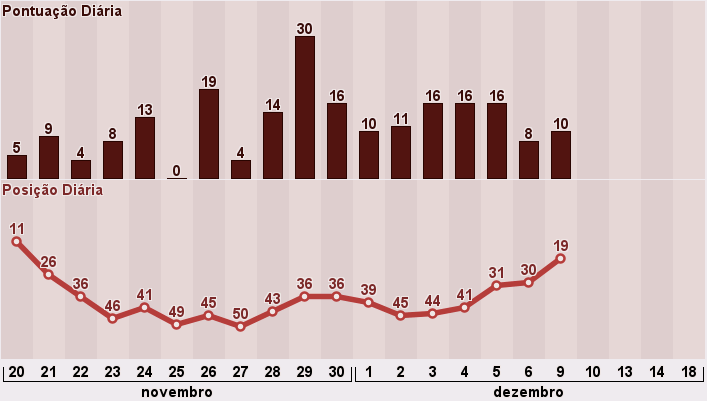 Pontuação Diária
5 9 4 8 13 0 19 4 14 30 16 10 11 16 16 16 8 10
Posição Diária
11 26 36 46 41 49 45 50 43 36 36 39 45 44 41 31 30 19
20 21 22 23 24 25 26 27 28 29 30 1 2 3 4 5 6 9 10 13 14 18
novembro dezembro